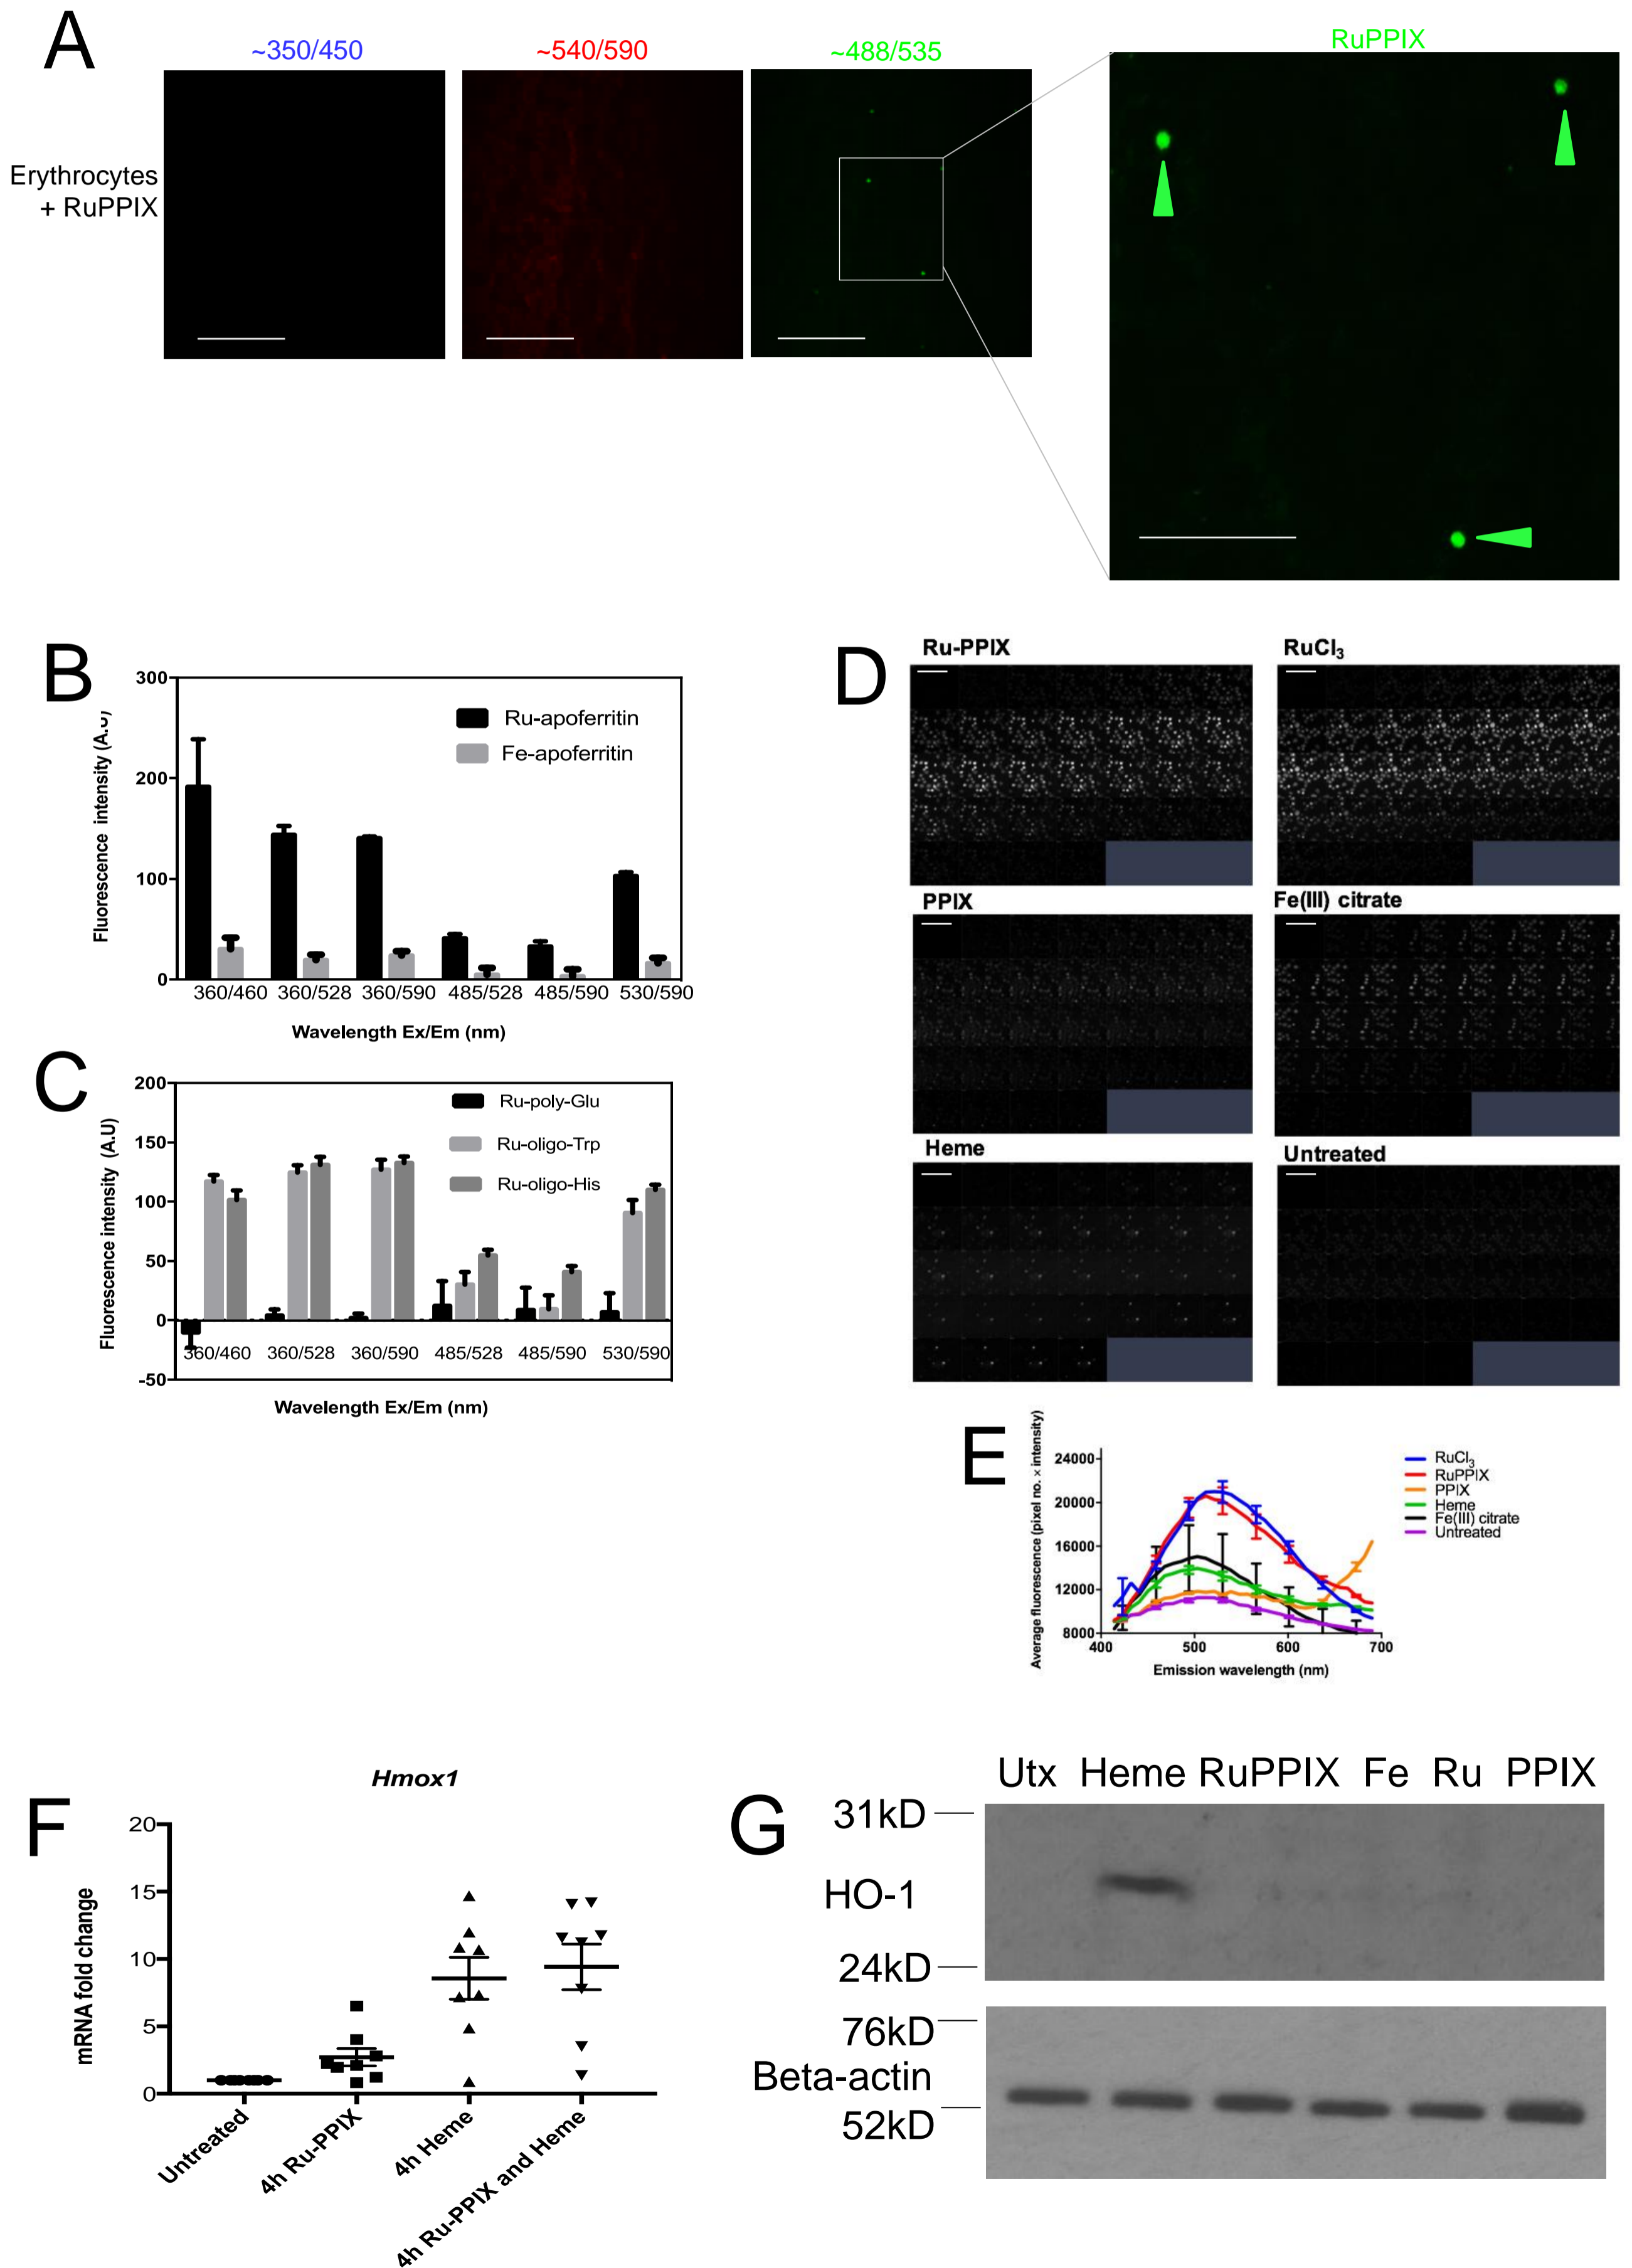 A
~350/450
~540/590
~488/535
RuPPIX
Erythrocytes
+ RuPPIX
B
300
200
100
0
Fluorescence intensity (A.U)
Ru-apoferritin
Fe-apoferritin
360/460 360/528 360/590 485/528 485/590 530/590
Wavelength Ex/Em (nm)
C
200
150
100
50
0
-50
Fluorescence intensity (A.U)
Ru-poly-Glu
Ru-oligo-Trp
Ru-oligo-His
360/460 360/528 360/590 485/528 485/590 530/590
Wavelength Ex/Em (nm)
D
Ru-PPIX
RuCl3
PPIX
Fe(III) citrate
Heme
Untreated
E
Average fluorescence (pixel no. × intensity)
24000
20000
16000
12000
8000
400 500 600 700
Emission wavelength (nm)
RuCl3
RuPPIX
PPIX
Heme
Fe(III) citrate
Untreated
F
Hmox1
mRNA fold change
20
15
10
5
0
Untreated
4h Ru-PPIX
4h Heme
4h Ru-PPIX and Heme
G
Utx Heme RuPPIX Fe Ru PPIX
31kD
HO-1
24kD
76kD
Beta-actin
52kD